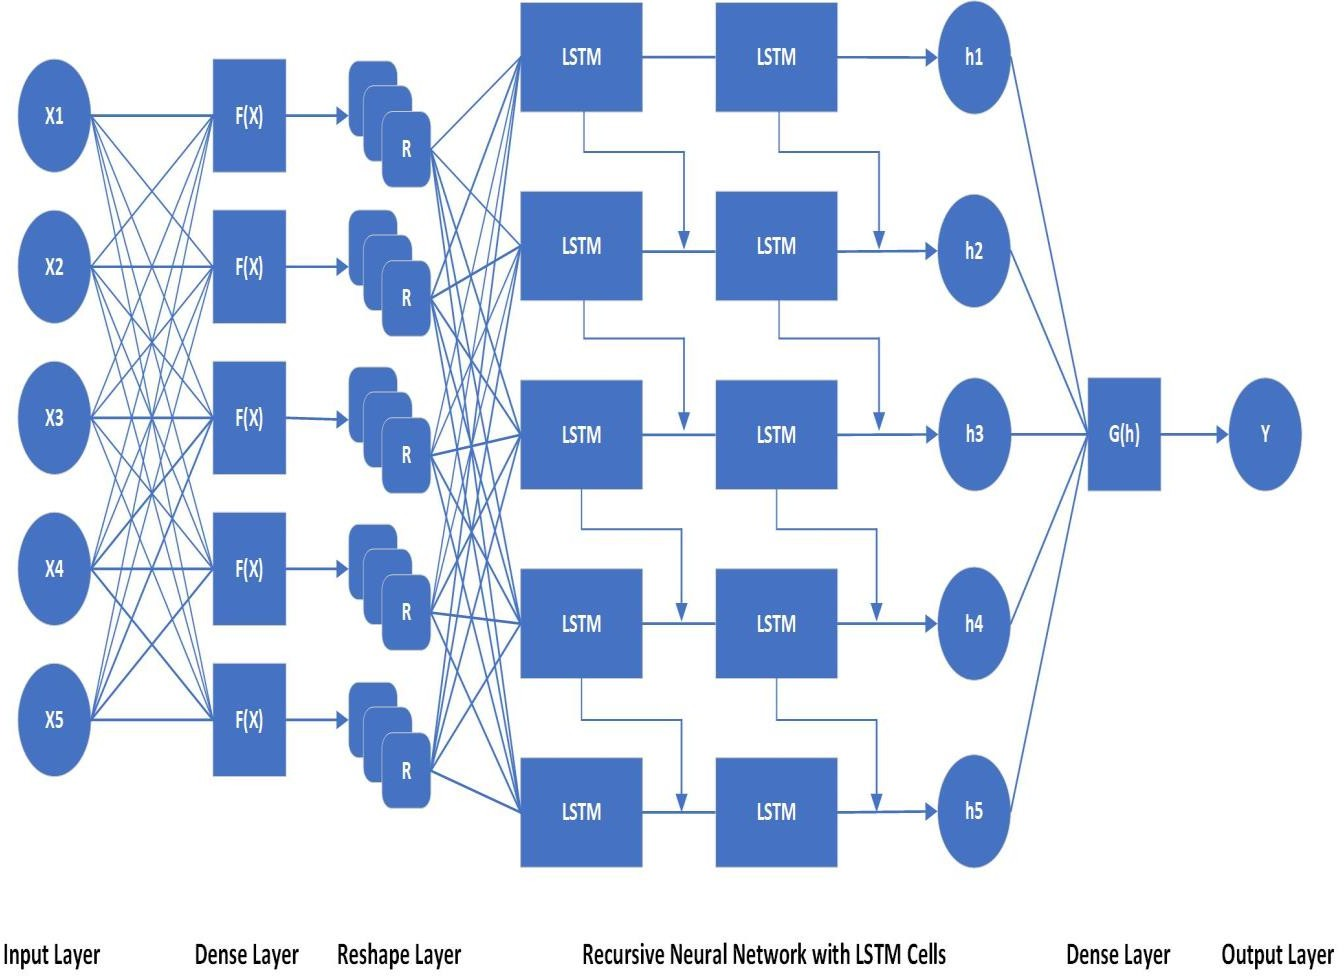 LSTM LSTM h1
X1 F(X) R
LSTM LSTM h2
X2 F(X) R
LSTM LSTM h3
X3 F(X) R
G(h) Y
X4 F(X) R
LSTM LSTM h4
X5 F(X) R
LSTM LSTM h5
Input Layer Dense Layer Reshape Layer Recursive Neural Network with LSTM Cells Dense Layer Output Layer